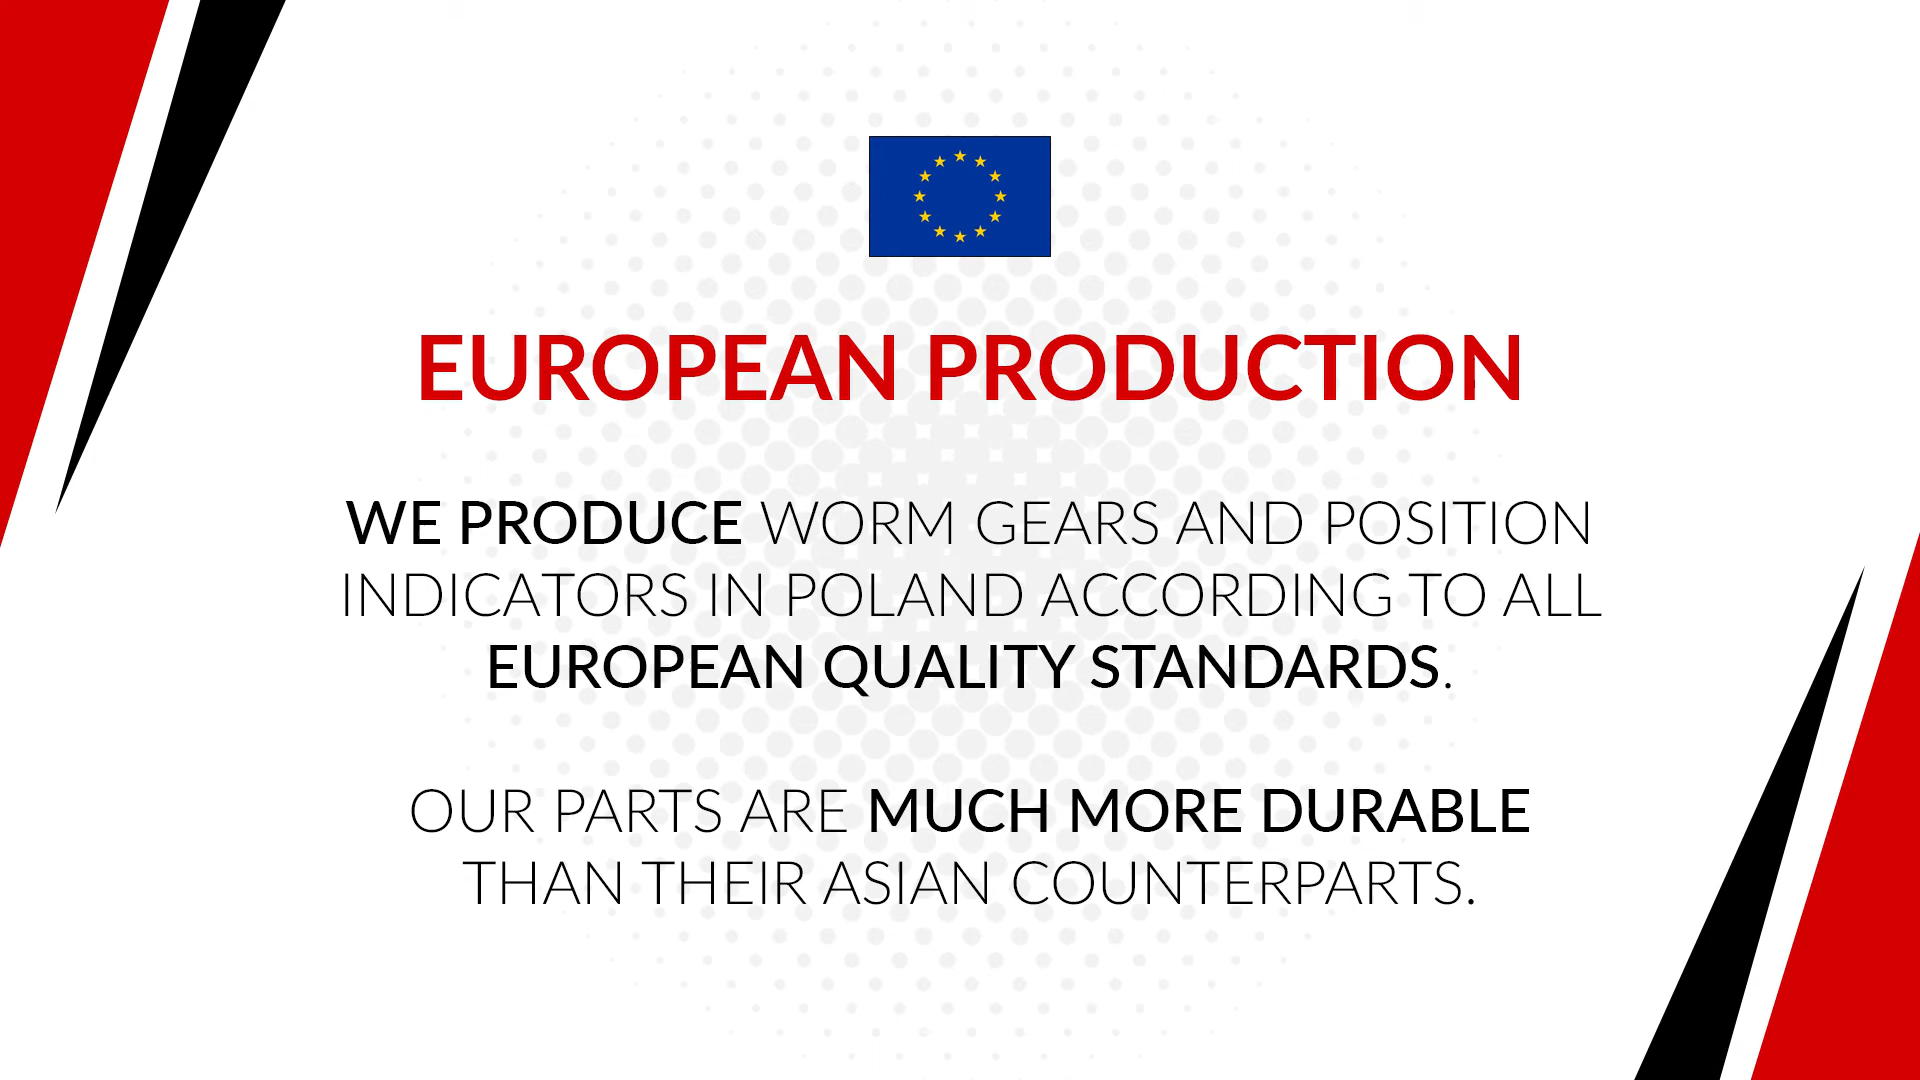 EUROPEAN PRODUCTION
WE PRODUCE WORM GEARS AND POSITION
INDICATORS IN POLAND ACCORDING TO ALL
EUROPEAN QUALITY STANDARDS.
OUR PARTS ARE MUCH MORE DURABLE
THAN THEIR ASIAN COUNTERPARTS.